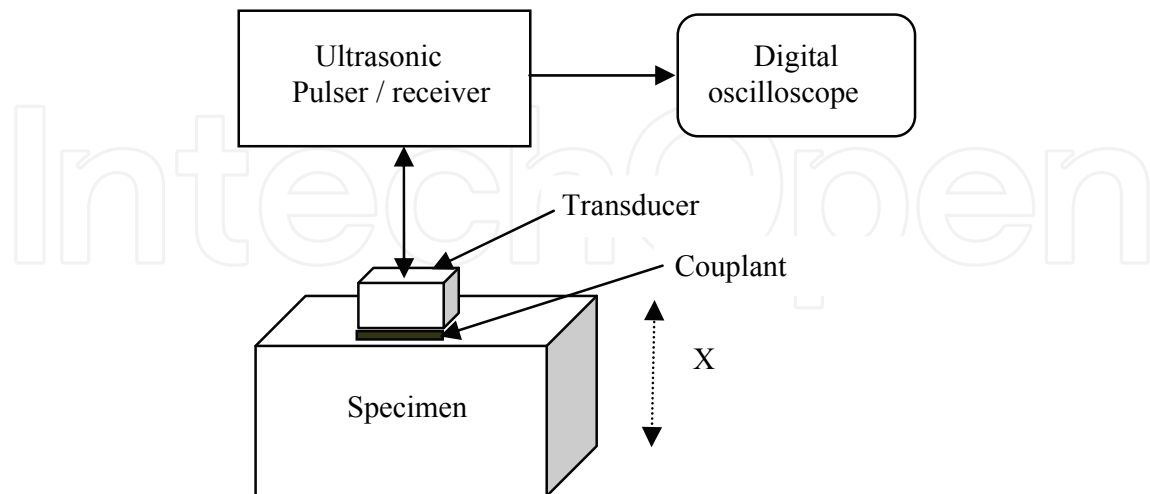 Ultrasonic
Pulser / receiver
Digital
oscilloscope
IntechOpen
Transducer
Couplant
X
Specimen